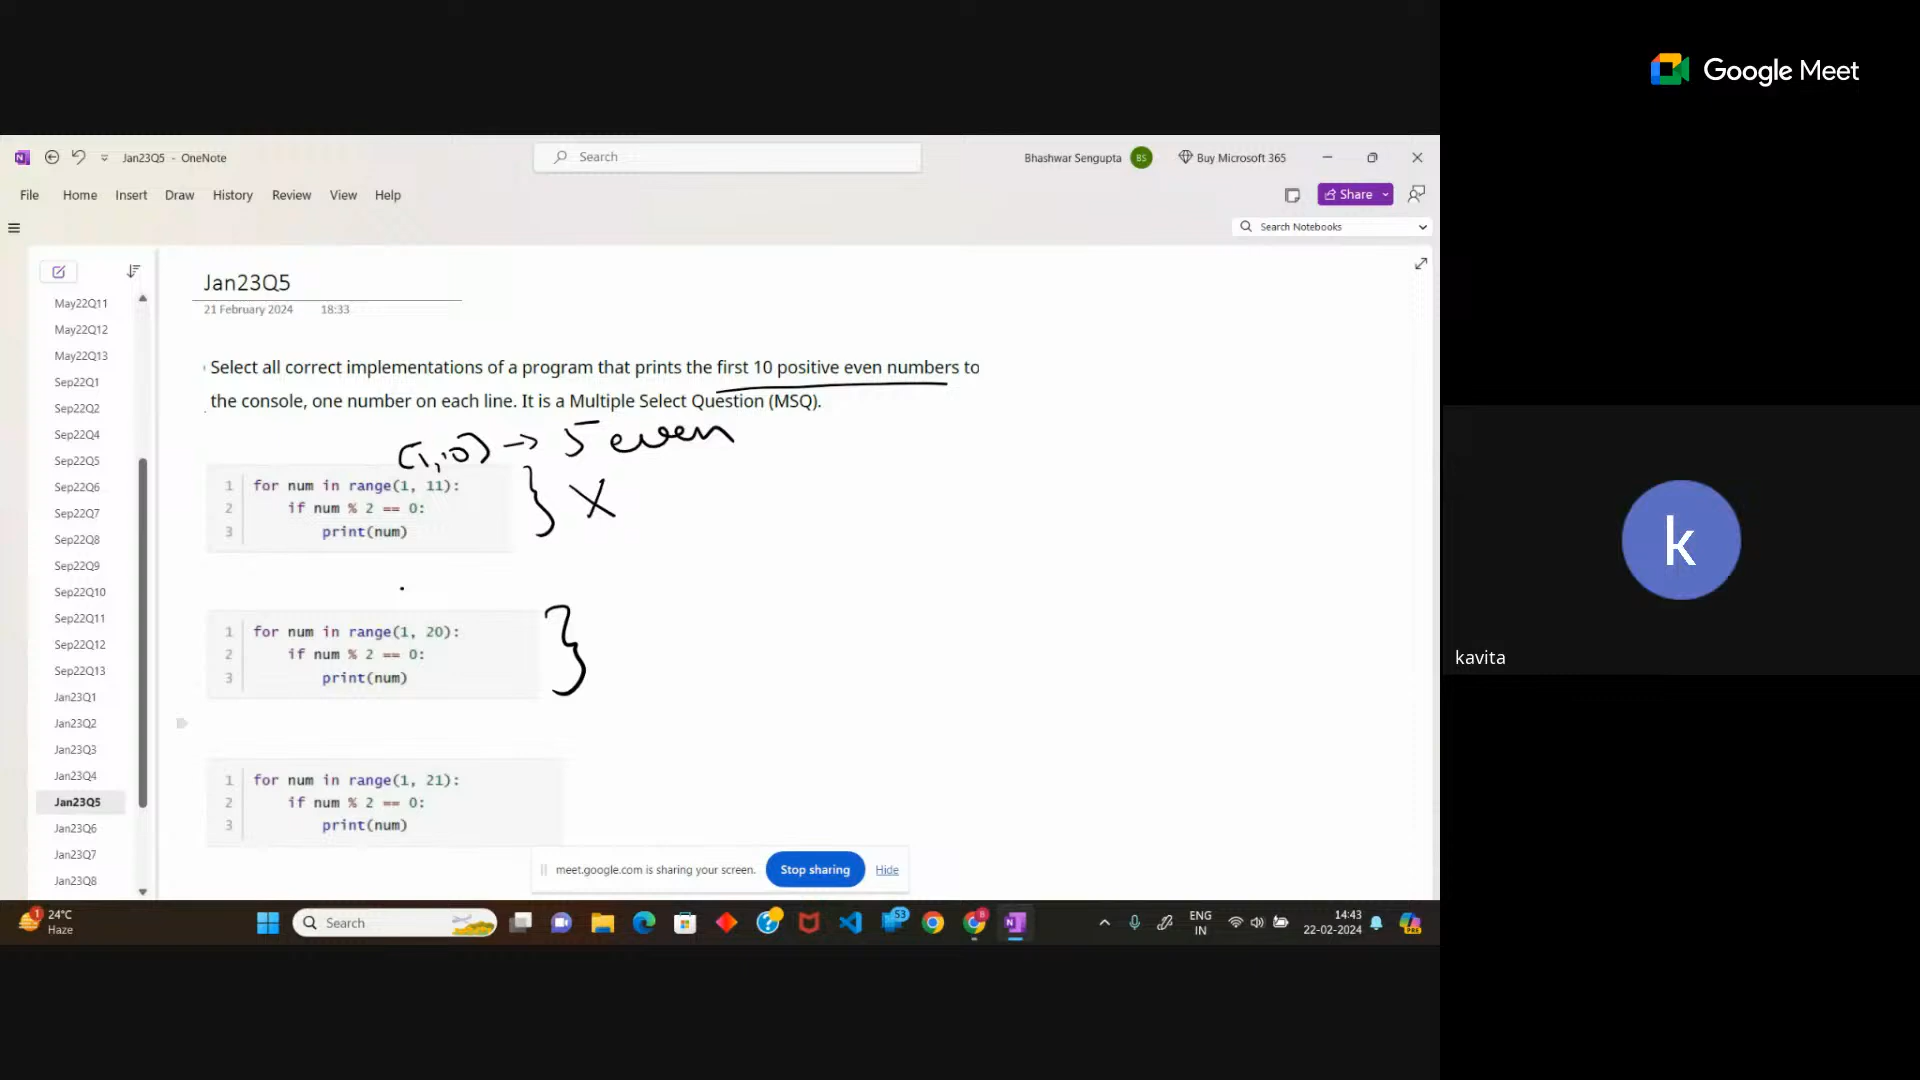 Google Meet
Jan23Q5 - OneNote
Search
Bhashwar Sengupta
BS
Buy Microsoft 365
File
Home
Insert
Draw
History
Review
View
Help
Share
Search Notebooks
May22Q11
May22Q12
May22Q13
Sep22Q1
Sep22Q2
Sep22Q4
Sep22Q5
Sep22Q7
Sep22Q8
Sep22Q9
Sep22Q10
Sep22Q11
Sep22Q12
Sep22Q13
Jan23Q1
Jan23Q2
Jan23Q3
Jan23Q4
Jan23Q5
Jan23Q6
Jan23Q7
Jan23Q8
Jan23Q5
21 February 2024 18:33
Select all correct implementations of a program that prints the first 10 positive even numbers to
the console, one number on each line. It is a Multiple Select Question (MSQ).
[1,10] → 5 even
1 for num in range(1, 11):
2 if num % 2 == 0:
3 print(num)
} X
1 for num in range(1, 20):
2 if num % 2 == 0:
3 print(num)
}
1 for num in range(1, 21):
2 if num % 2 == 0:
3 print(num)
meet.google.com is sharing your screen.
Stop sharing
Hide
k
kavita
1
24°C
Haze
Search
53
8
ENG
IN
14:43
22-02-2024